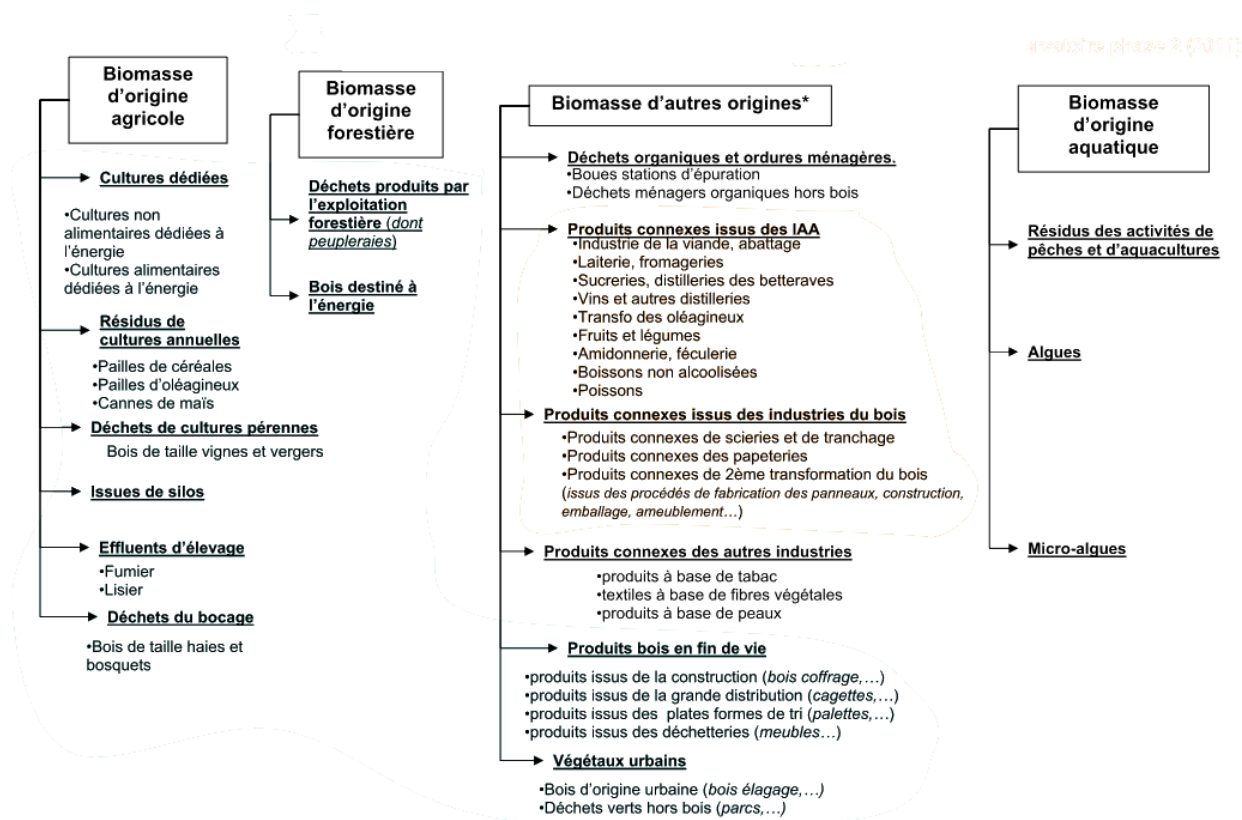 Biomasse
d'origine
agricole
Cultures dédiées
•Cultures non
alimentaires dédiées à
l'énergie
•Cultures alimentaires
dédiées à l'énergie
Résidus de
cultures annuelles
•Pailles de céréales
•Pailles d'oléagineux
•Cannes de maïs
Déchets de cultures pérennes
Bois de taille vignes et vergers
Issues de silos
Effluents d'élevage
•Fumier
•Lisier
Déchets du bocage
•Bois de taille haies et
bosquets
Biomasse
d'origine
forestière
Déchets produits par
l'exploitation
forestière (dont
peupleraies)
Bois destiné à
l'énergie
Biomasse d'autres origines*
Déchets organiques et ordures ménagères.
•Boues stations d'épuration
•Déchets ménagers organiques hors bois
Produits connexes issus des IAA
•Industrie de la viande, abattage
•Laiterie, fromageries
•Sucreries, distilleries des betteraves
•Vins et autres distilleries
•Transfo des oléagineux
•Fruits et légumes
•Amidonnerie, féculerie
•Boissons non alcoolisées
•Poissons
Produits connexes issus des industries du bois
•Produits connexes de scieries et de tranchage
•Produits connexes des papeteries
•Produits connexes de 2ème transformation du bois
(issus des procédés de fabrication des panneaux, construction,
emballage, ameublement…)
Produits connexes des autres industries
•produits à base de tabac
•textiles à base de fibres végétales
•produits à base de peaux
Produits bois en fin de vie
•produits issus de la construction (bois coffrage,…)
•produits issus de la grande distribution (cagettes,…)
•produits issus des plates formes de tri (palettes,…)
•produits issus des déchetteries (meubles…)
Végétaux urbains
•Bois d'origine urbaine (bois élagage,…)
•Déchets verts hors bois (parcs,…)
phase 2 (2011)
Biomasse
d'origine
aquatique
Résidus des activités de
pêches et d'aquacultures
Algues
Micro-algues